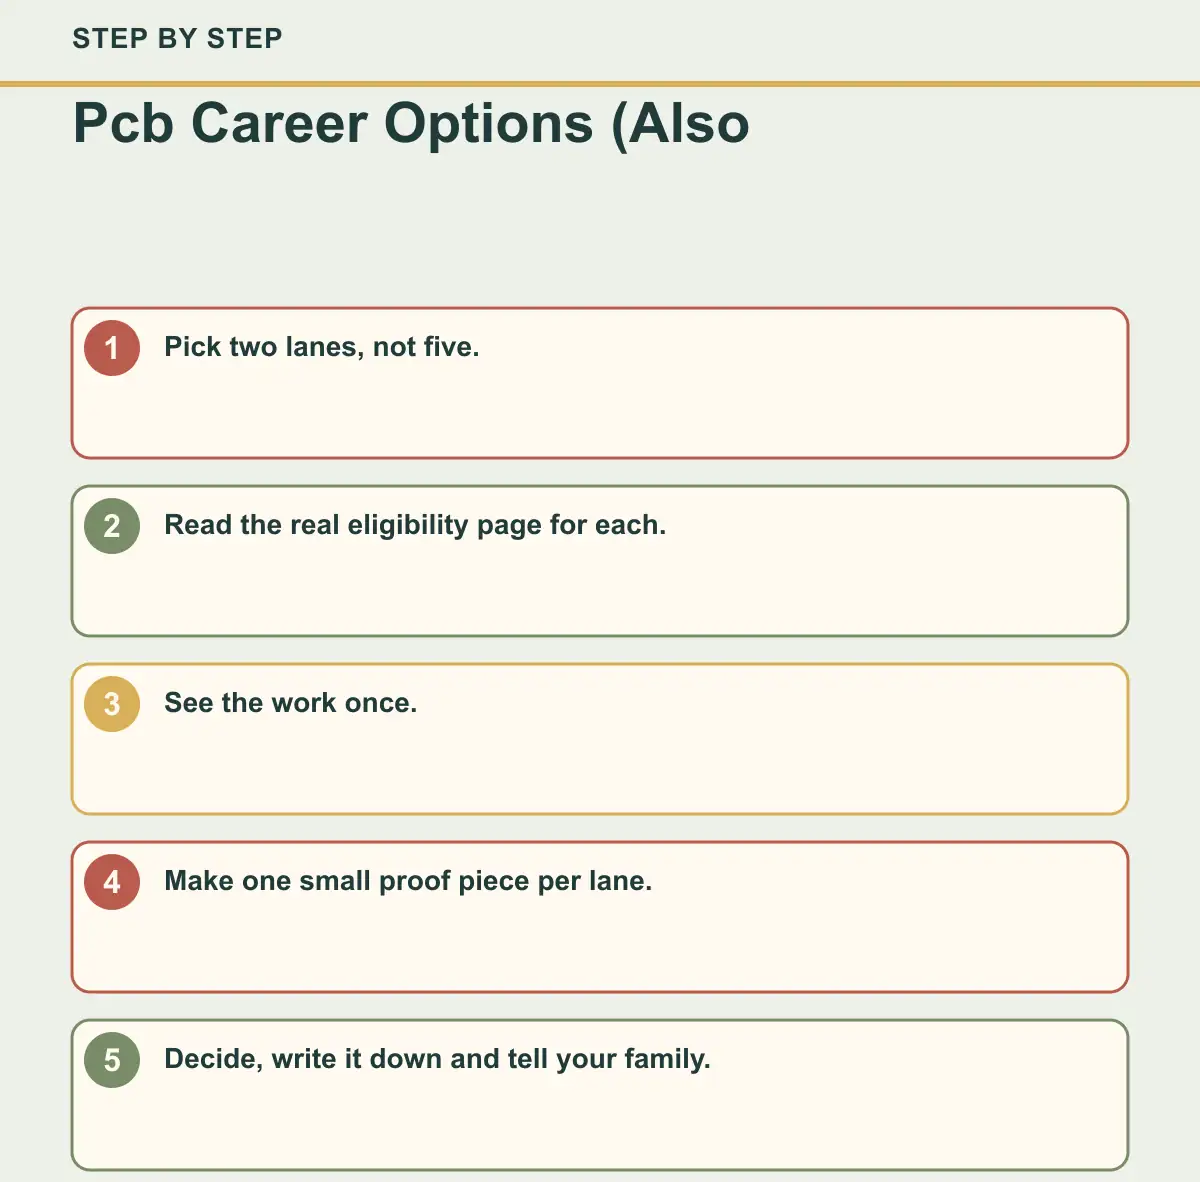 STEP BY STEP
Pcb Career Options (Also
1 Pick two lanes, not five.
2 Read the real eligibility page for each.
3 See the work once.
4 Make one small proof piece per lane.
5 Decide, write it down and tell your family.